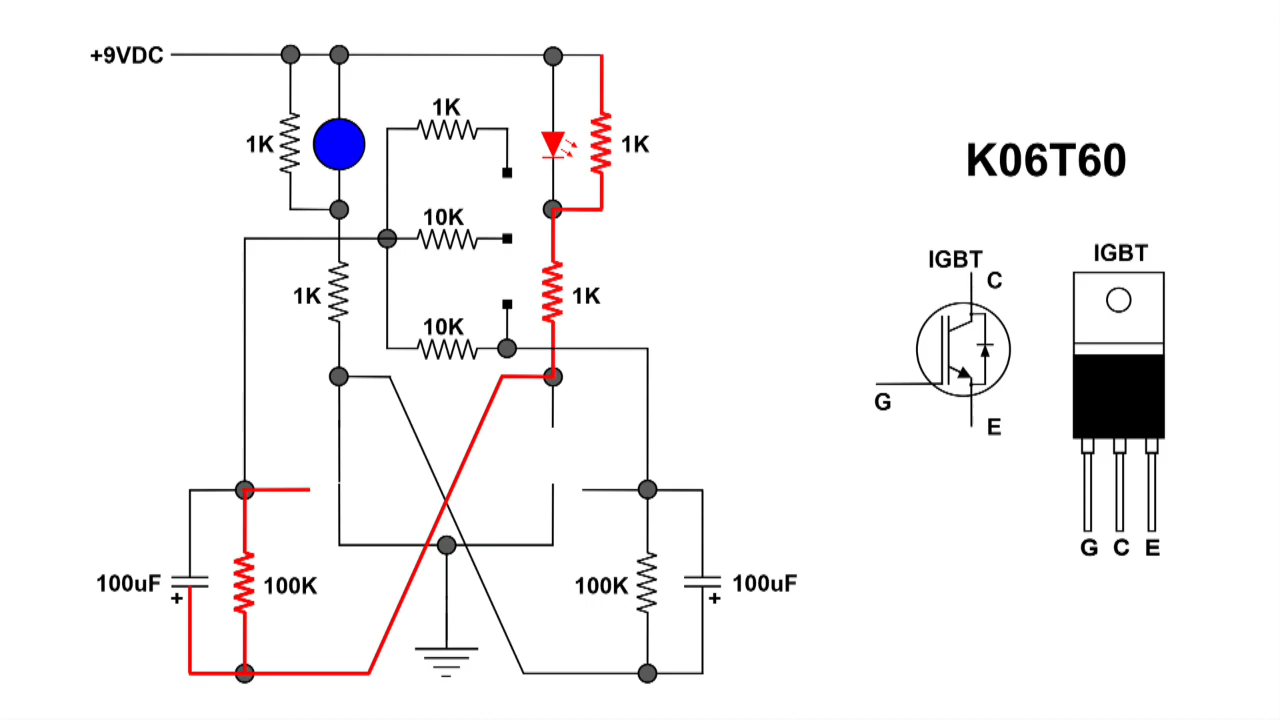 +9VDC
1K
1K
1K
K06T60
10K
IGBT
C
IGBT
1K
1K
10K
G
E
100uF
+
100K
100K
100uF
+
G C E